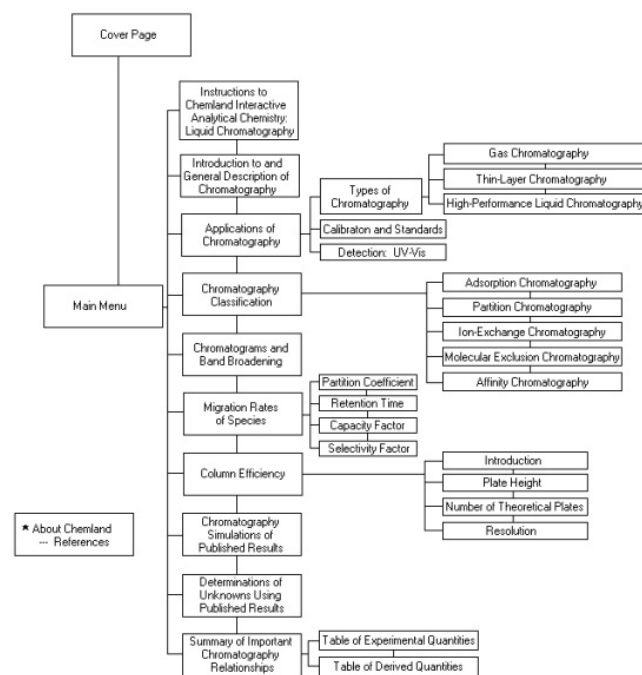 Cover Page
Instructions to
Chemland Interactive
Analytical Chemistry:
Liquid Chromatography
Introduction to and
General Description of
Chromatography
Applications of
Chromatography
Types of
Chromatography
Gas Chromatography
Thin-Layer Chromatography
High-Performance Liquid Chromatography
Calibraton and Standards
Detection: UV-Vis
Main Menu
Chromatography
Classification
Adsorption Chromatography
Partition Chromatography
Ion-Exchange Chromatography
Molecular Exclusion Chromatography
Affinity Chromatography
Chromatograms and
Band Broadening
Migration Rates
of Species
Partition Coefficient
Retention Time
Capacity Factor
Selectivity Factor
Column Efficiency
Introduction
Plate Height
Number of Theoretical Plates
Resolution
* About Chemland
--- References
Chromatography
Simulations of
Published Results
Determinations of
Unknowns Using
Published Results
Summary of Important
Chromatography
Relationships
Table of Experimental Quantities
Table of Derived Quantities